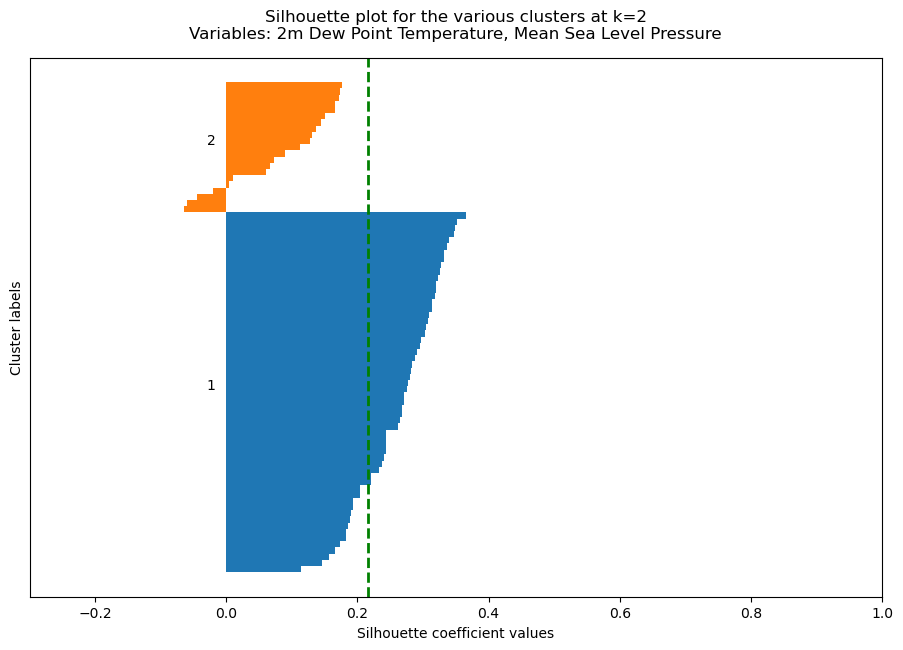 Silhouette plot for the various clusters at k=2
Variables: 2m Dew Point Temperature, Mean Sea Level Pressure
2
Cluster labels
1
−0.2 0.0 0.2 0.4 0.6 0.8 1.0
Silhouette coefficient values